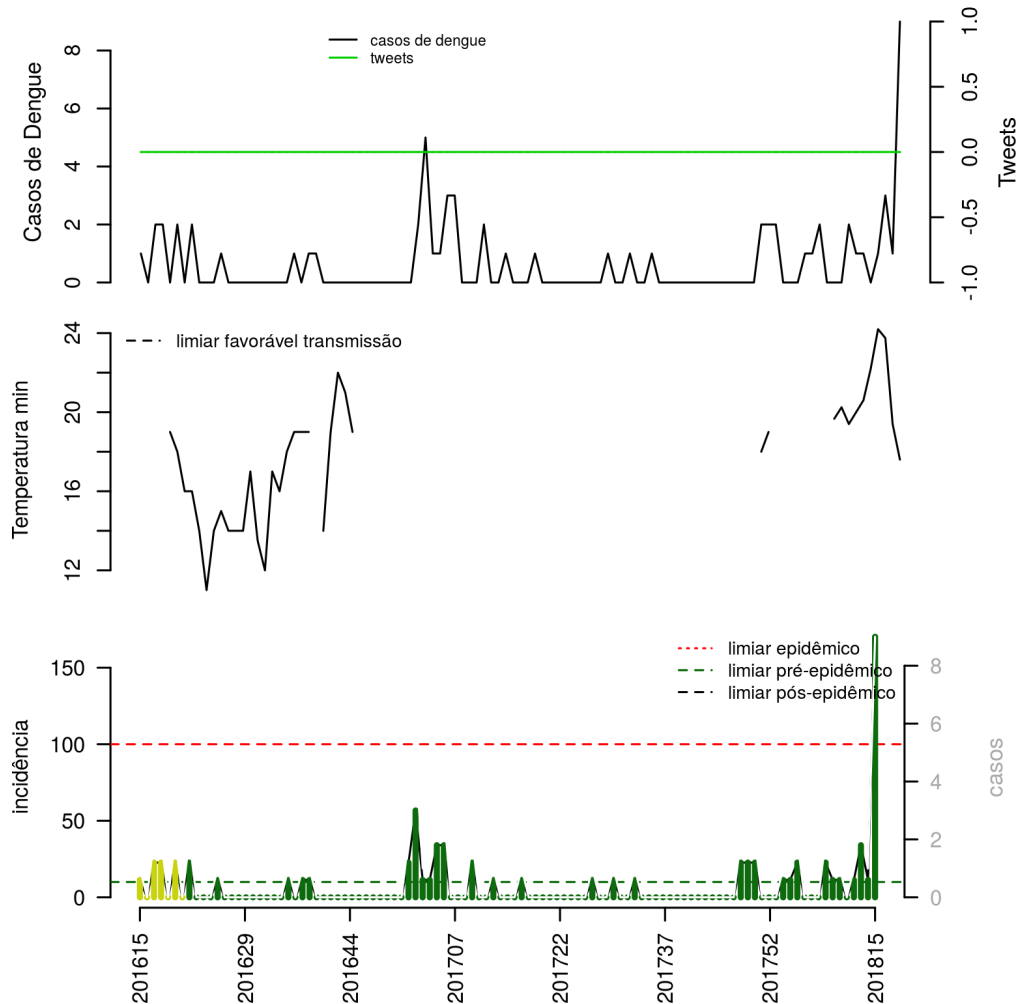 casos de dengue
tweets
Casos de Dengue
0
2
4
6
8
Tweets
-1.0
-0.5
0.0
0.5
1.0
limiar favorável transmissão
Temperatura min
12
16
20
24
limiar epidêmico
limiar pré-epidêmico
limiar pós-epidêmico
incidência
0
50
100
150
casos
0
2
4
6
8
201615
201629
201644
201707
201722
201737
201752
201815